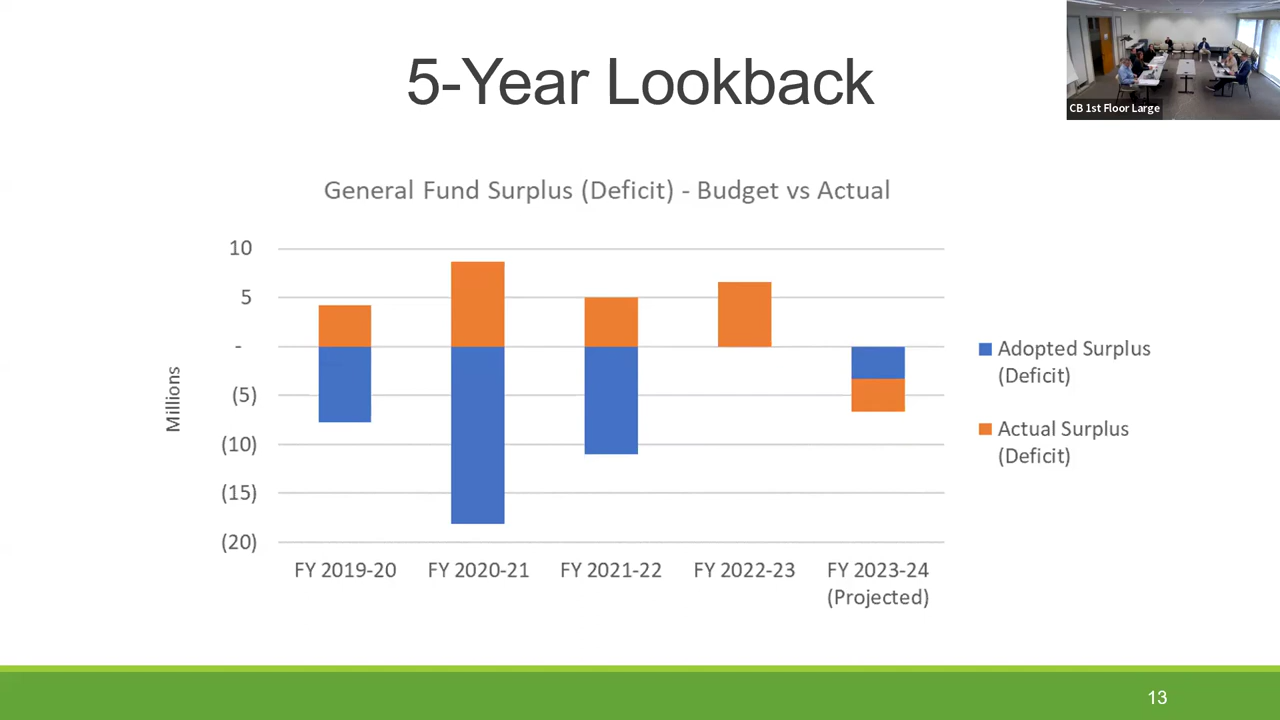 5-Year Lookback
CB 1st Floor Large
General Fund Surplus (Deficit) - Budget vs Actual
10
5
-
(5)
(10)
(15)
(20)
Millions
FY 2019-20
FY 2020-21
FY 2021-22
FY 2022-23
FY 2023-24
(Projected)
Adopted Surplus
(Deficit)
Actual Surplus
(Deficit)
13